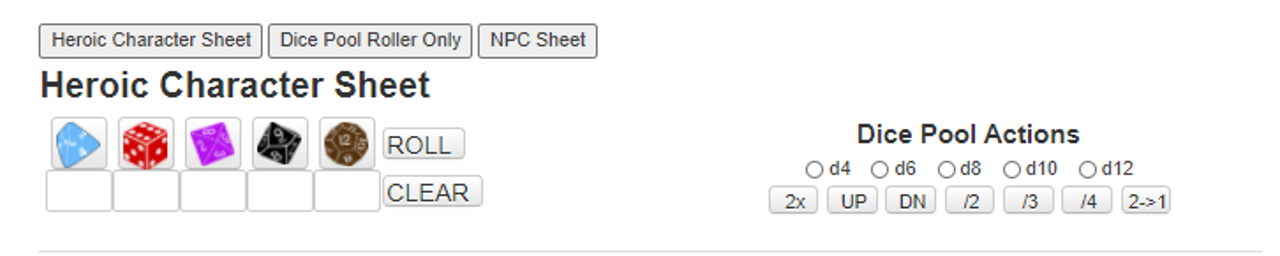 Heroic Character Sheet Dice Pool Roller Only NPC Sheet
Heroic Character Sheet
ROLL
CLEAR
Dice Pool Actions
d4 d6 d8 d10 d12
2x UP DN /2 /3 /4 2->1